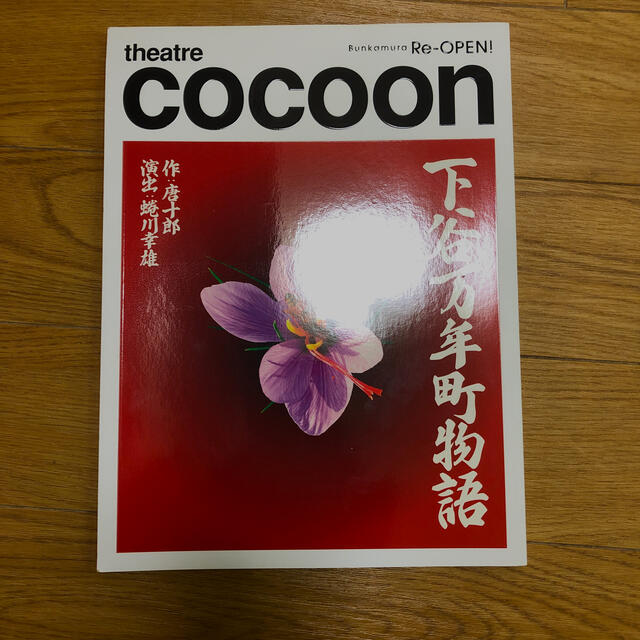 theatre
Bunkamura Re-OPEN!
cocoon
下谷万年町物語
作：唐十郎
演出：蜷川幸雄